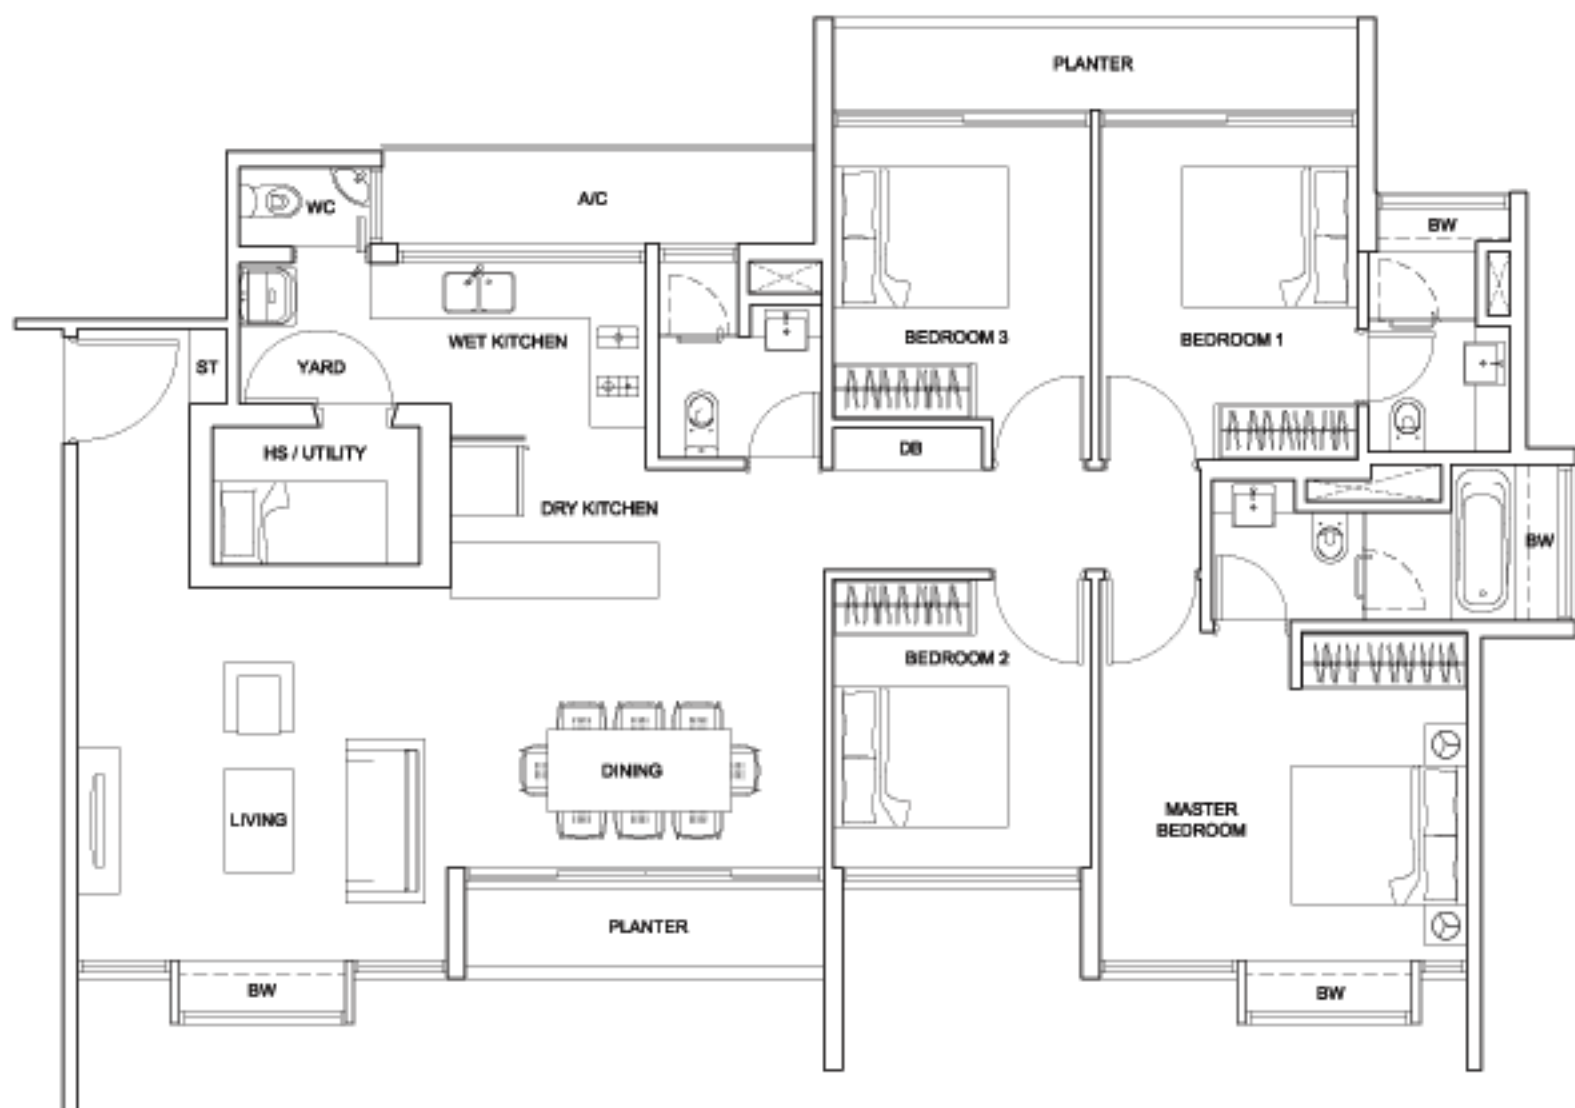 PLANTER
A/C
WC
BW
WET KITCHEN
BEDROOM 3
BEDROOM 1
ST
YARD
HS / UTILITY
DB
DRY KITCHEN
BW
BEDROOM 2
DINING
LIVING
MASTER
BEDROOM
PLANTER
BW
BW